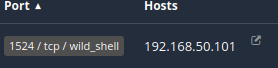 Port ▲ Hosts
1524 / tcp / wild_shell 192.168.50.101